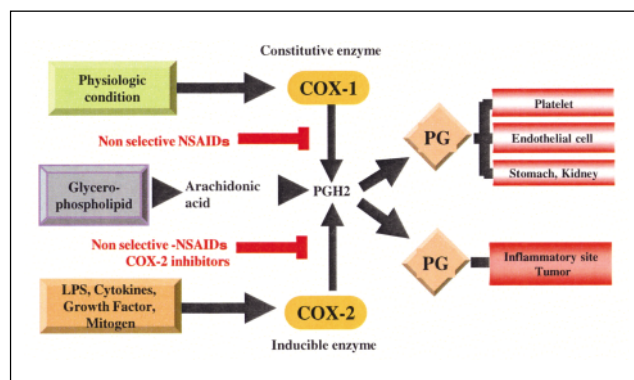 Constitutive enzyme
Physiologic
condition
COX-1
Platelet
Non selective NSAIDs
PG
Endothelial cell
Stomach, Kidney
Glycero-
phospholipid
Arachidonic
acid
PGH2
Non selective -NSAIDs
COX-2 inhibitors
PG
Inflammatory site
Tumor
LPS, Cytokines,
Growth Factor,
Mitogen
COX-2
Inducible enzyme